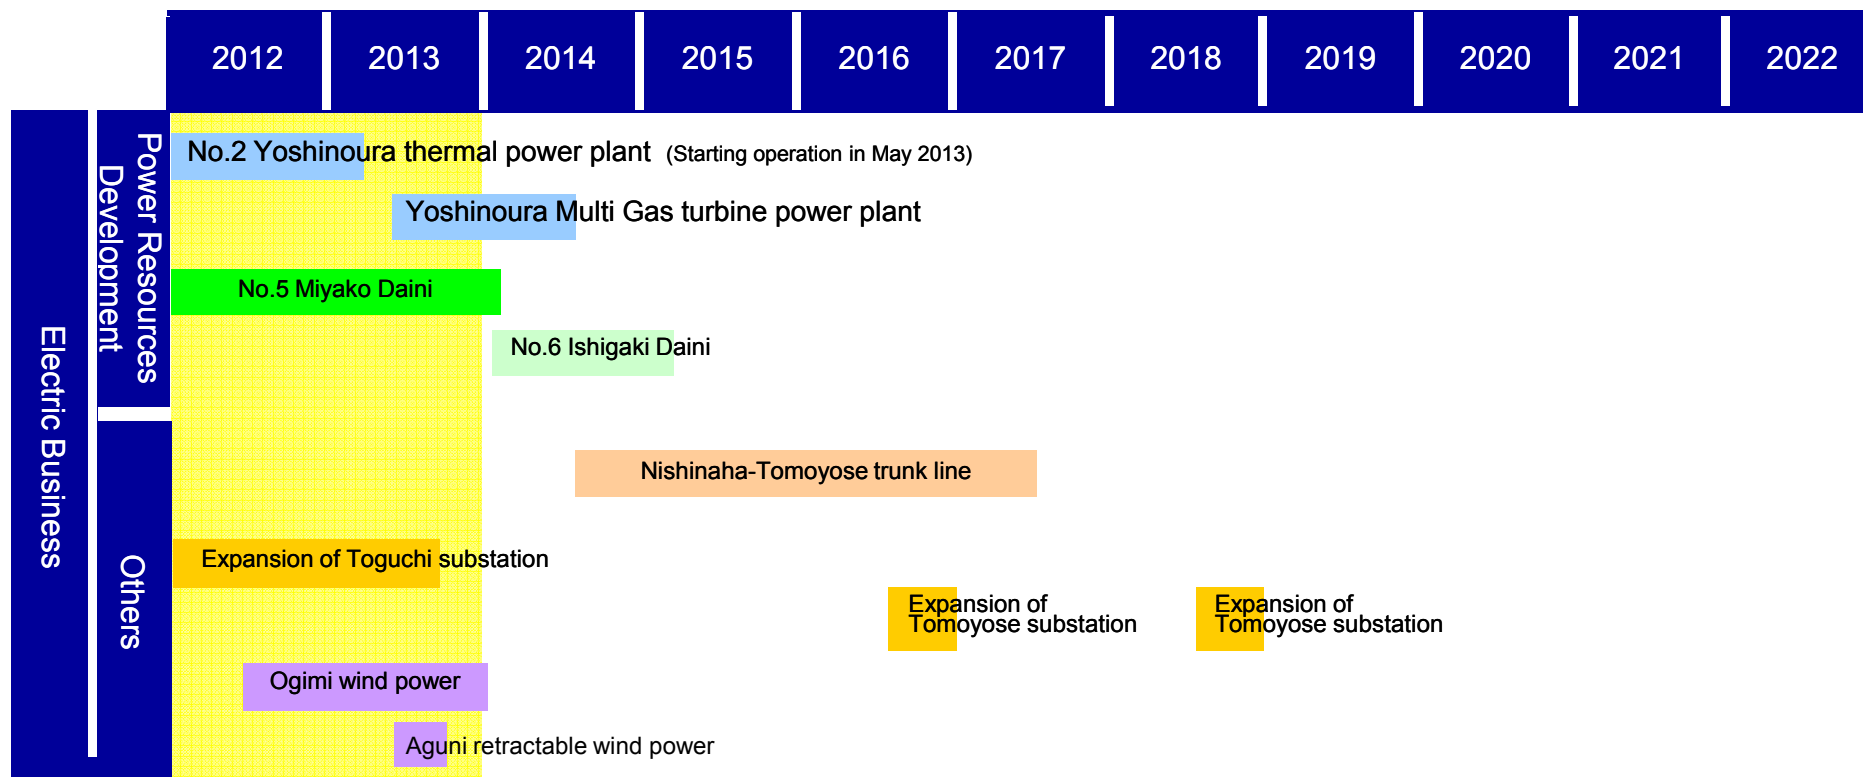 2012 2013 2014 2015 2016 2017 2018 2019 2020 2021 2022
Electric Business
Power Resources
Development
No.2 Yoshinoura thermal power plant (Starting operation in May 2013)
Yoshinoura Multi Gas turbine power plant
No.5 Miyako Daini
No.6 Ishigaki Daini
Others
Nishinaha-Tomoyose trunk line
Expansion of Toguchi substation
Expansion of
Tomoyose substation
Expansion of
Tomoyose substation
Ogimi wind power
Aguni retractable wind power